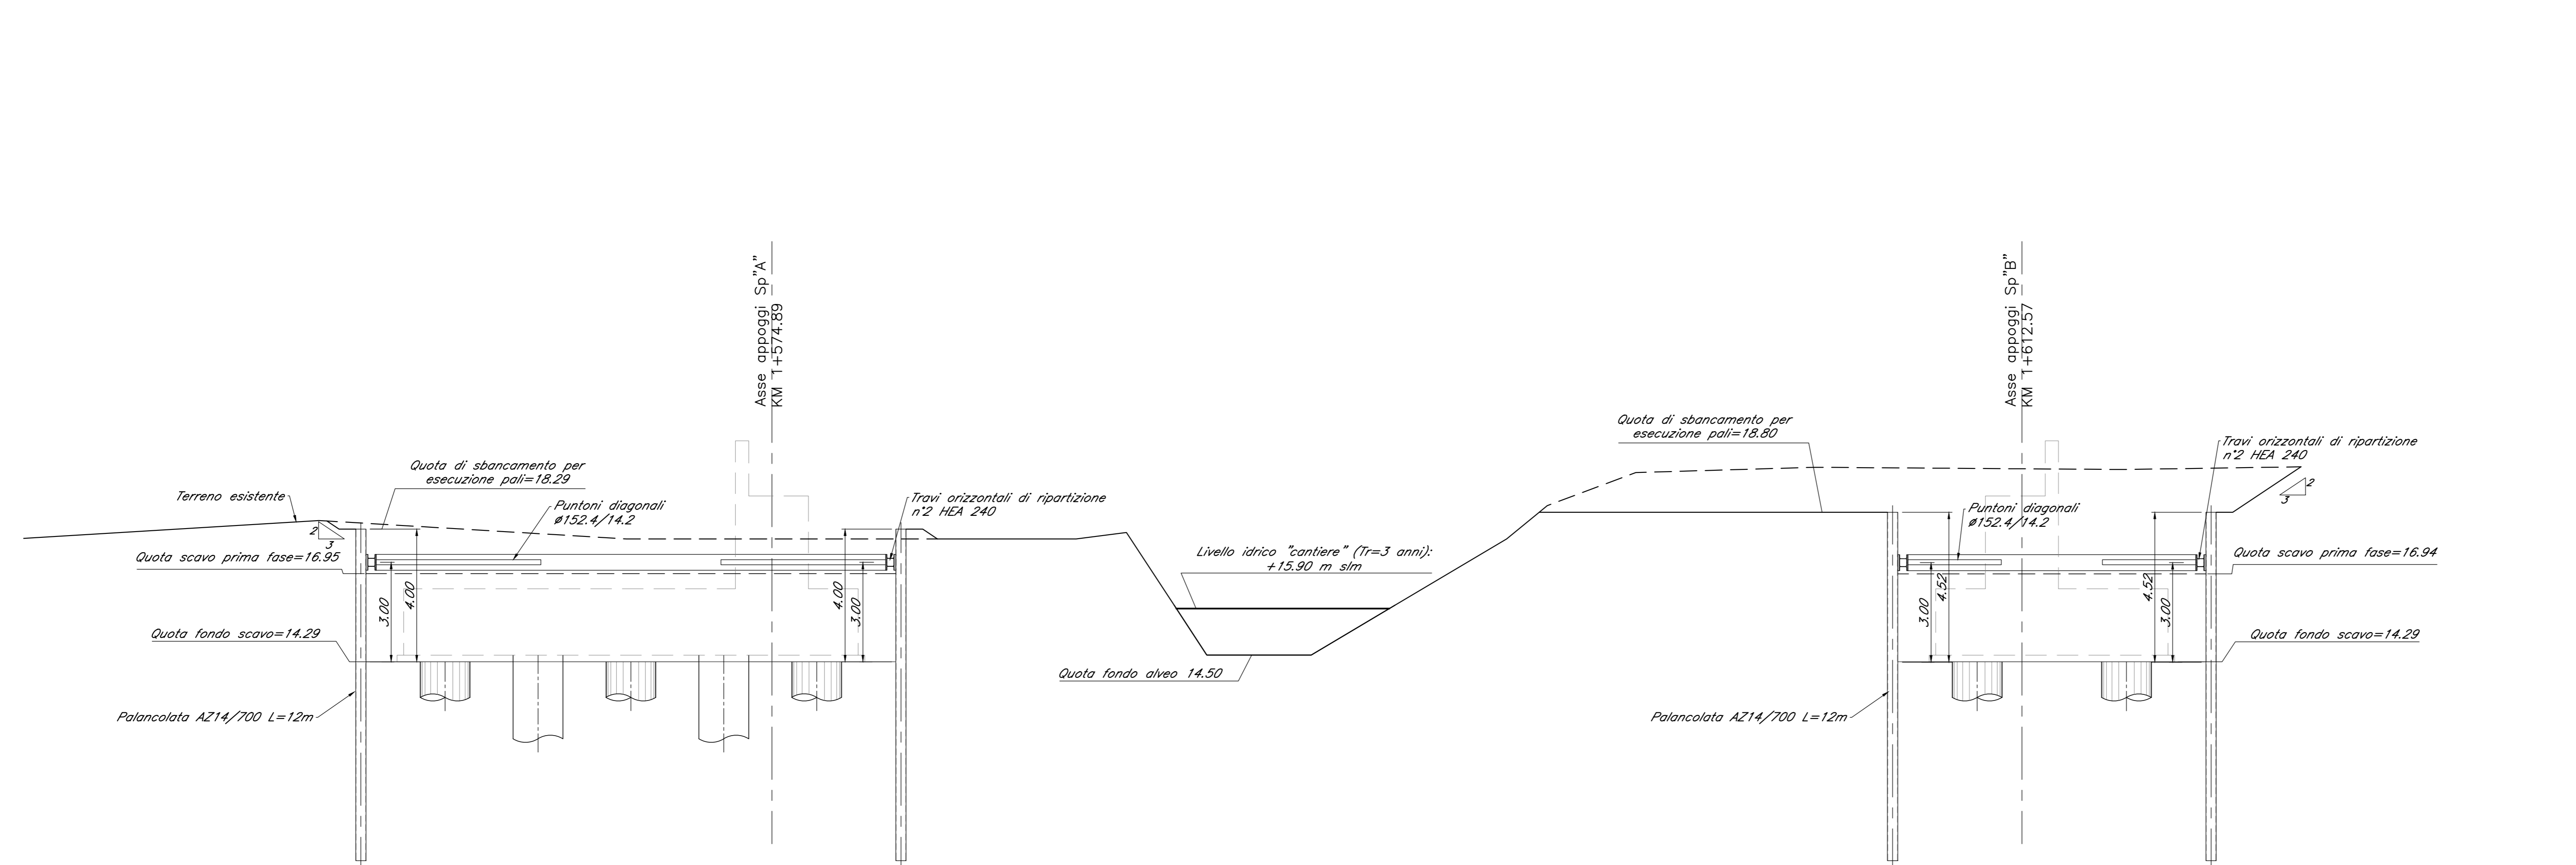 Asse appoggi Sp"A"
KM 1+574.89
Asse appoggi Sp"B"
KM 1+612.57
Quota di sbancamento per
esecuzione pali=18.29
Terreno esistente
Puntoni diagonali
ø152.4/14.2
Travi orizzontali di ripartizione
n°2 HEA 240
2
3
Quota scavo prima fase=16.95
3.00
4.00
4.00
3.00
Quota fondo scavo=14.29
Palancolata AZ14/700 L=12m
Livello idrico "cantiere" (Tr=3 anni):
+15.90 m slm
Quota fondo alveo 14.50
Quota di sbancamento per
esecuzione pali=18.80
Travi orizzontali di ripartizione
n°2 HEA 240
2
3
Puntoni diagonali
ø152.4/14.2
Quota scavo prima fase=16.94
3.00
4.52
4.52
3.00
Quota fondo scavo=14.29
Palancolata AZ14/700 L=12m